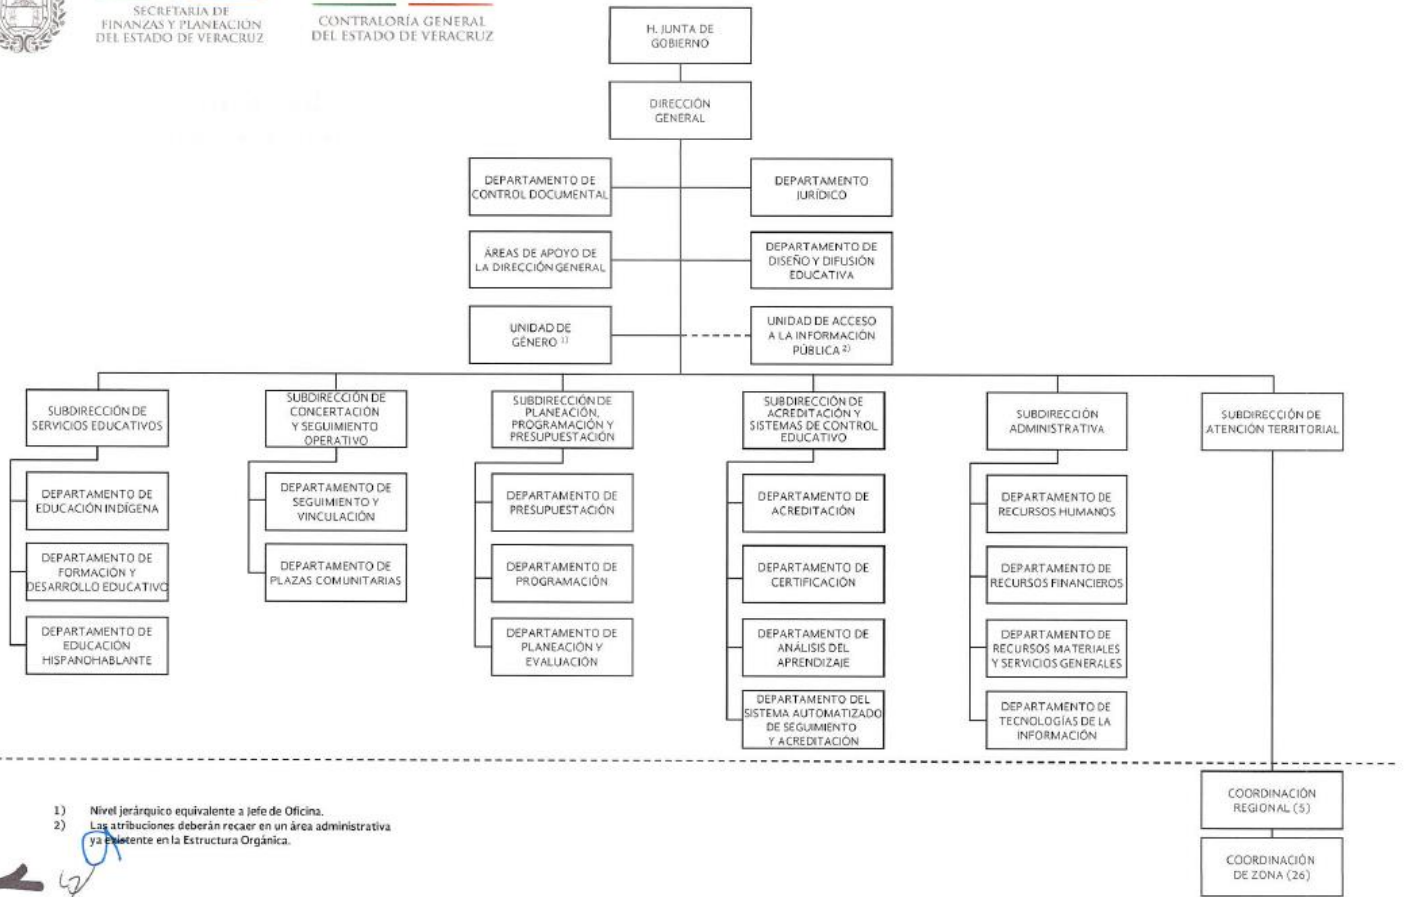 SECRETARÍA DE
FINANZAS Y PLANEACIÓN
DEL ESTADO DE VERACRUZ
CONTRALORÍA GENERAL
DEL ESTADO DE VERACRUZ
H. JUNTA DE
GOBIERNO
DIRECCIÓN
GENERAL
DEPARTAMENTO DE
CONTROL DOCUMENTAL
DEPARTAMENTO
JURÍDICO
ÁREAS DE APOYO DE
LA DIRECCIÓN GENERAL
DEPARTAMENTO DE
DISEÑO Y DIFUSIÓN
EDUCATIVA
UNIDAD DE
GÉNERO 1)
UNIDAD DE ACCESO
A LA INFORMACIÓN
PÚBLICA 2)
SUBDIRECCIÓN DE
SERVICIOS EDUCATIVOS
SUBDIRECCIÓN DE
CONCERTACIÓN
Y SEGUIMIENTO
OPERATIVO
SUBDIRECCIÓN DE
PLANEACIÓN,
PROGRAMACIÓN Y
PRESUPUESTACIÓN
SUBDIRECCIÓN DE
ACREDITACIÓN Y
SISTEMAS DE CONTROL
EDUCATIVO
SUBDIRECCIÓN
ADMINISTRATIVA
SUBDIRECCIÓN DE
ATENCIÓN TERRITORIAL
DEPARTAMENTO DE
EDUCACIÓN INDÍGENA
DEPARTAMENTO DE
FORMACIÓN Y
DESARROLLO EDUCATIVO
DEPARTAMENTO DE
EDUCACIÓN
HISPANOHABLANTE
DEPARTAMENTO DE
SEGUIMIENTO Y
VINCULACIÓN
DEPARTAMENTO DE
PLAZAS COMUNITARIAS
DEPARTAMENTO DE
PRESUPUESTACIÓN
DEPARTAMENTO DE
PROGRAMACIÓN
DEPARTAMENTO DE
PLANEACIÓN Y
EVALUACIÓN
DEPARTAMENTO DE
ACREDITACIÓN
DEPARTAMENTO DE
CERTIFICACIÓN
DEPARTAMENTO DE
ANÁLISIS DEL
APRENDIZAJE
DEPARTAMENTO DEL
SISTEMA AUTOMATIZADO
DE SEGUIMIENTO
Y ACREDITACIÓN
DEPARTAMENTO DE
RECURSOS HUMANOS
DEPARTAMENTO DE
RECURSOS FINANCIEROS
DEPARTAMENTO DE
RECURSOS MATERIALES
Y SERVICIOS GENERALES
DEPARTAMENTO DE
TECNOLOGÍAS DE LA
INFORMACIÓN
COORDINACIÓN
REGIONAL (5)
COORDINACIÓN
DE ZONA (26)
1) Nivel jerárquico equivalente a Jefe de Oficina.
2) Las atribuciones deberán recaer en un área administrativa
ya existente en la Estructura Orgánica.